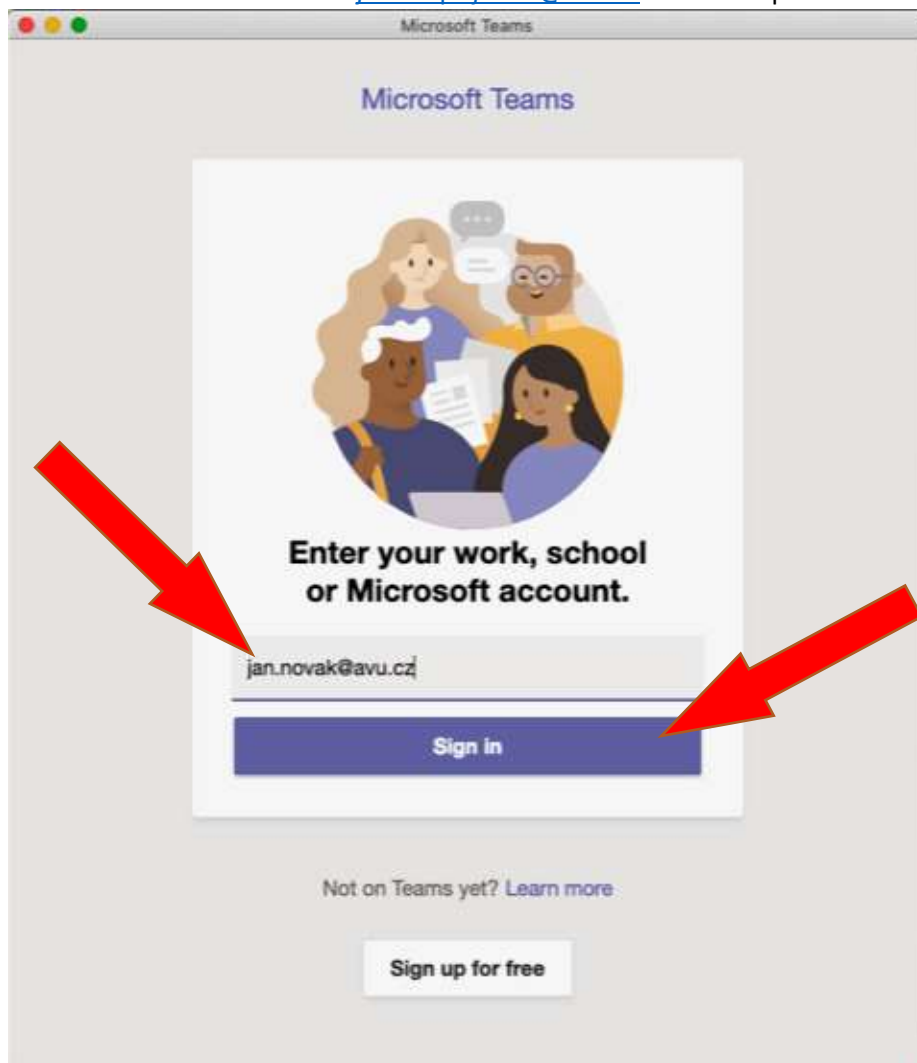 Microsoft Teams
Microsoft Teams
Enter your work, school
or Microsoft account.
jan.novak@avu.cz
Sign in
Not on Teams yet? Learn more
Sign up for free